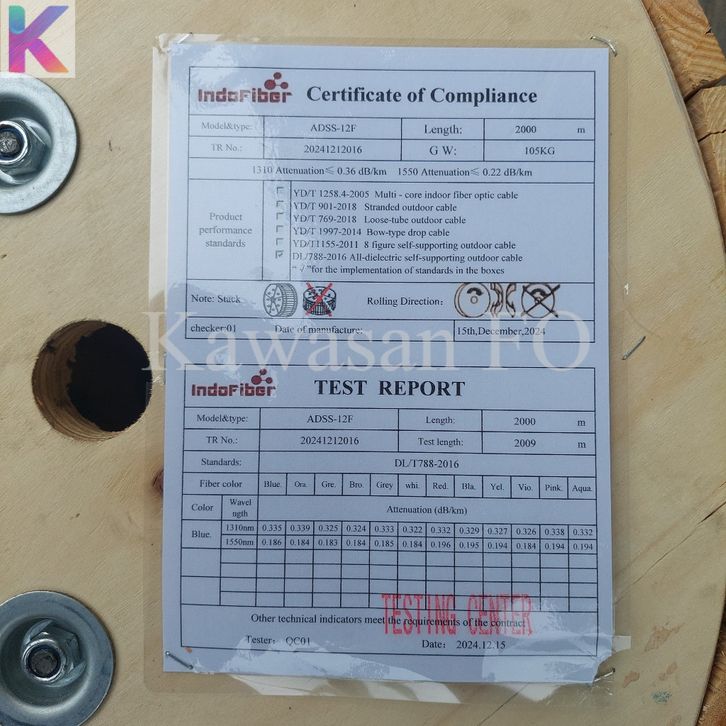 K
IndoFiber Certificate of Compliance
Model&type: ADSS-12F Length: 2000 m
TR No.: 20241212016 G W: 105KG
1310 Attenuation≤ 0.36 dB/km 1550 Attenuation≤ 0.22 dB/km
Product performance standards
YD/T 1258.4-2005 Multi - core indoor fiber optic cable
YD/T 901-2018 Stranded outdoor cable
YD/T 769-2018 Loose-tube outdoor cable
YD/T 1997-2014 Bow-type drop cable
YD/T1155-2011 8 figure self-supporting outdoor cable
DL/788-2016 All-dielectric self-supporting outdoor cable
"√"for the implementation of standards in the boxes
Note: Stack Rolling Direction:
checker:01 Date of manufacture: 15th,December,2024
Kawasan FO
IndoFiber TEST REPORT
Model&type: ADSS-12F Length: 2000 m
TR No.: 20241212016 Test length: 2009 m
Standards: DL/T788-2016
Fiber color Blue. Ora. Gre. Bro. Grey whi. Red. Bla. Yel. Vio. Pink. Aqua.
Color Wavel ength Attenuation (dB/km)
Blue. 1310nm 0.335 0.339 0.325 0.324 0.333 0.322 0.332 0.329 0.327 0.326 0.338 0.332
1550nm 0.186 0.184 0.183 0.184 0.185 0.184 0.196 0.195 0.194 0.184 0.194 0.194
Other technical indicators meet the requirements of the contract
TESTING CENTER
Tester: QC01 Date: 2024.12.15